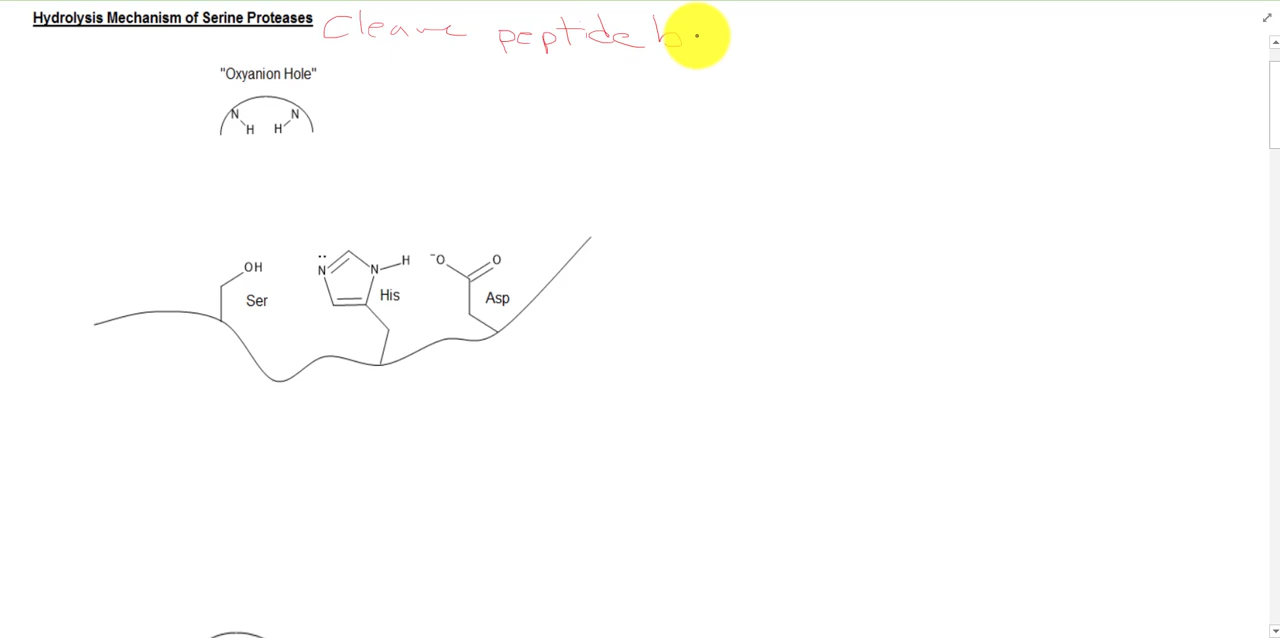 Hydrolysis Mechanism of Serine Proteases Cleave peptide b
"Oxyanion Hole"
N N
H H
OH N N H ⁻O O
Ser His Asp